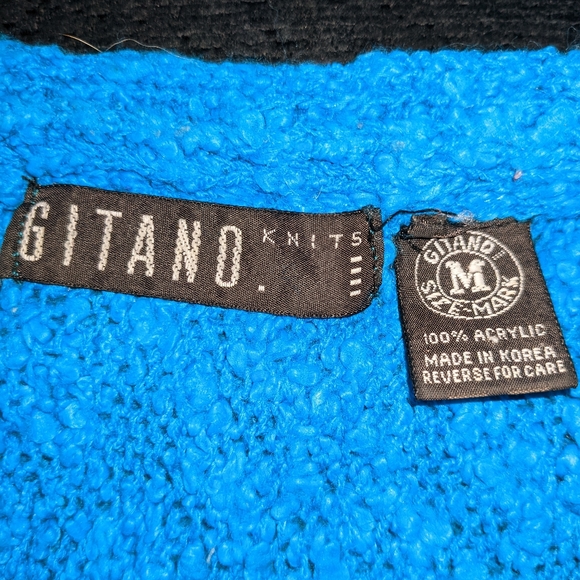 GITANO. KNITS
GITANO
M
SIZE-MARK
100% ACRYLIC
MADE IN KOREA
REVERSE FOR CARE